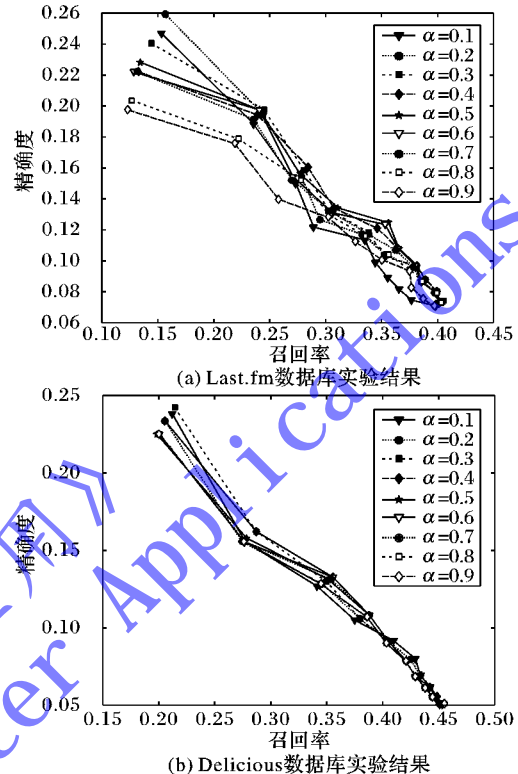 0.26
0.24
0.22
0.20
0.18
0.16
0.14
0.12
0.10
0.08
0.06
精确度
α=0.1
α=0.2
α=0.3
α=0.4
α=0.5
α=0.6
α=0.7
α=0.8
α=0.9
0.10 0.15 0.20 0.25 0.30 0.35 0.40 0.45
召回率
(a) Last.fm数据库实验结果
0.25
0.20
0.15
0.10
0.05
精确度
α=0.1
α=0.2
α=0.3
α=0.4
α=0.5
α=0.6
α=0.7
α=0.8
α=0.9
0.15 0.20 0.25 0.30 0.35 0.40 0.45 0.50
召回率
(b) Delicious数据库实验结果
用》
ter Applications